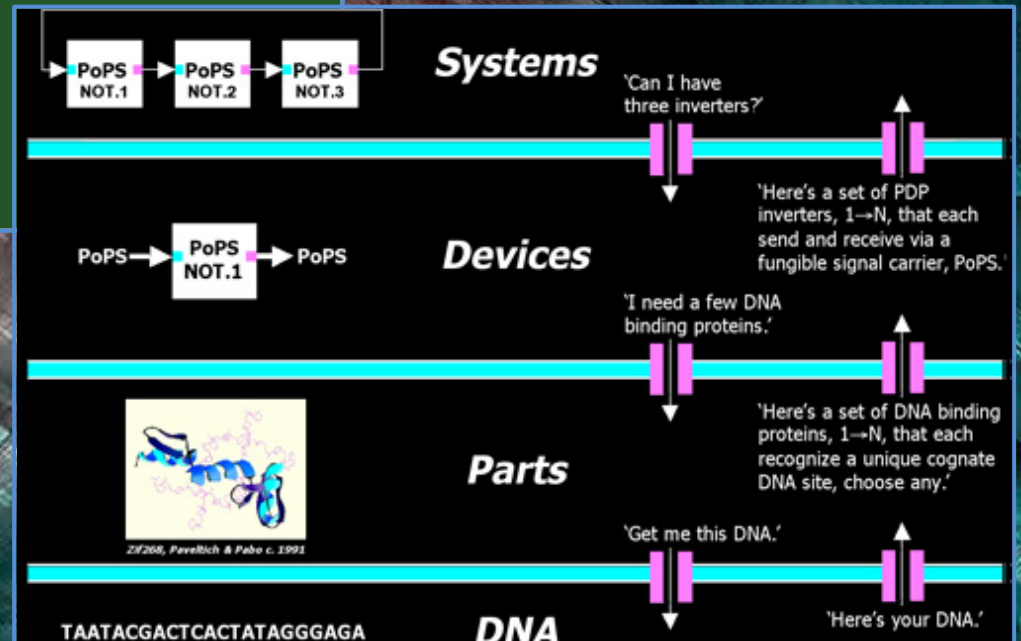 PoPS
NOT.1
PoPS
NOT.2
PoPS
NOT.3
Systems
‘Can I have
three inverters?’
‘Here’s a set of PDP
inverters, 1→N, that each
send and receive via a
fungible signal carrier, PoPS.’
PoPS
PoPS
NOT.1
PoPS
Devices
‘I need a few DNA
binding proteins.’
‘Here’s a set of DNA binding
proteins, 1→N, that each
recognize a unique cognate
DNA site, choose any.’
Parts
Zif268, Paveltich & Pabo c. 1991
‘Get me this DNA.’
‘Here’s your DNA.’
TAATACGACTCACTATAGGGAGA
DNA